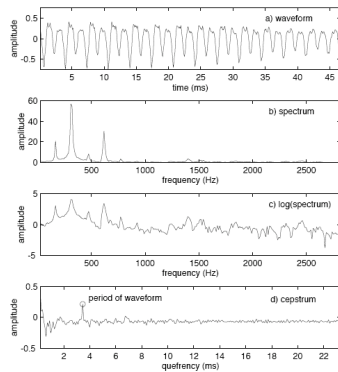 a) waveform
amplitude
0.5
0
-0.5
5 10 15 20 25 30 35 40 45
time (ms)
b) spectrum
amplitude
60
40
20
0
500 1000 1500 2000 2500
frequency (Hz)
c) log(spectrum)
amplitude
5
0
-5
500 1000 1500 2000 2500
frequency (Hz)
period of waveform
d) cepstrum
amplitude
0.5
0
-0.5
2 4 6 8 10 12 14 16 18 20 22
quefrency (ms)